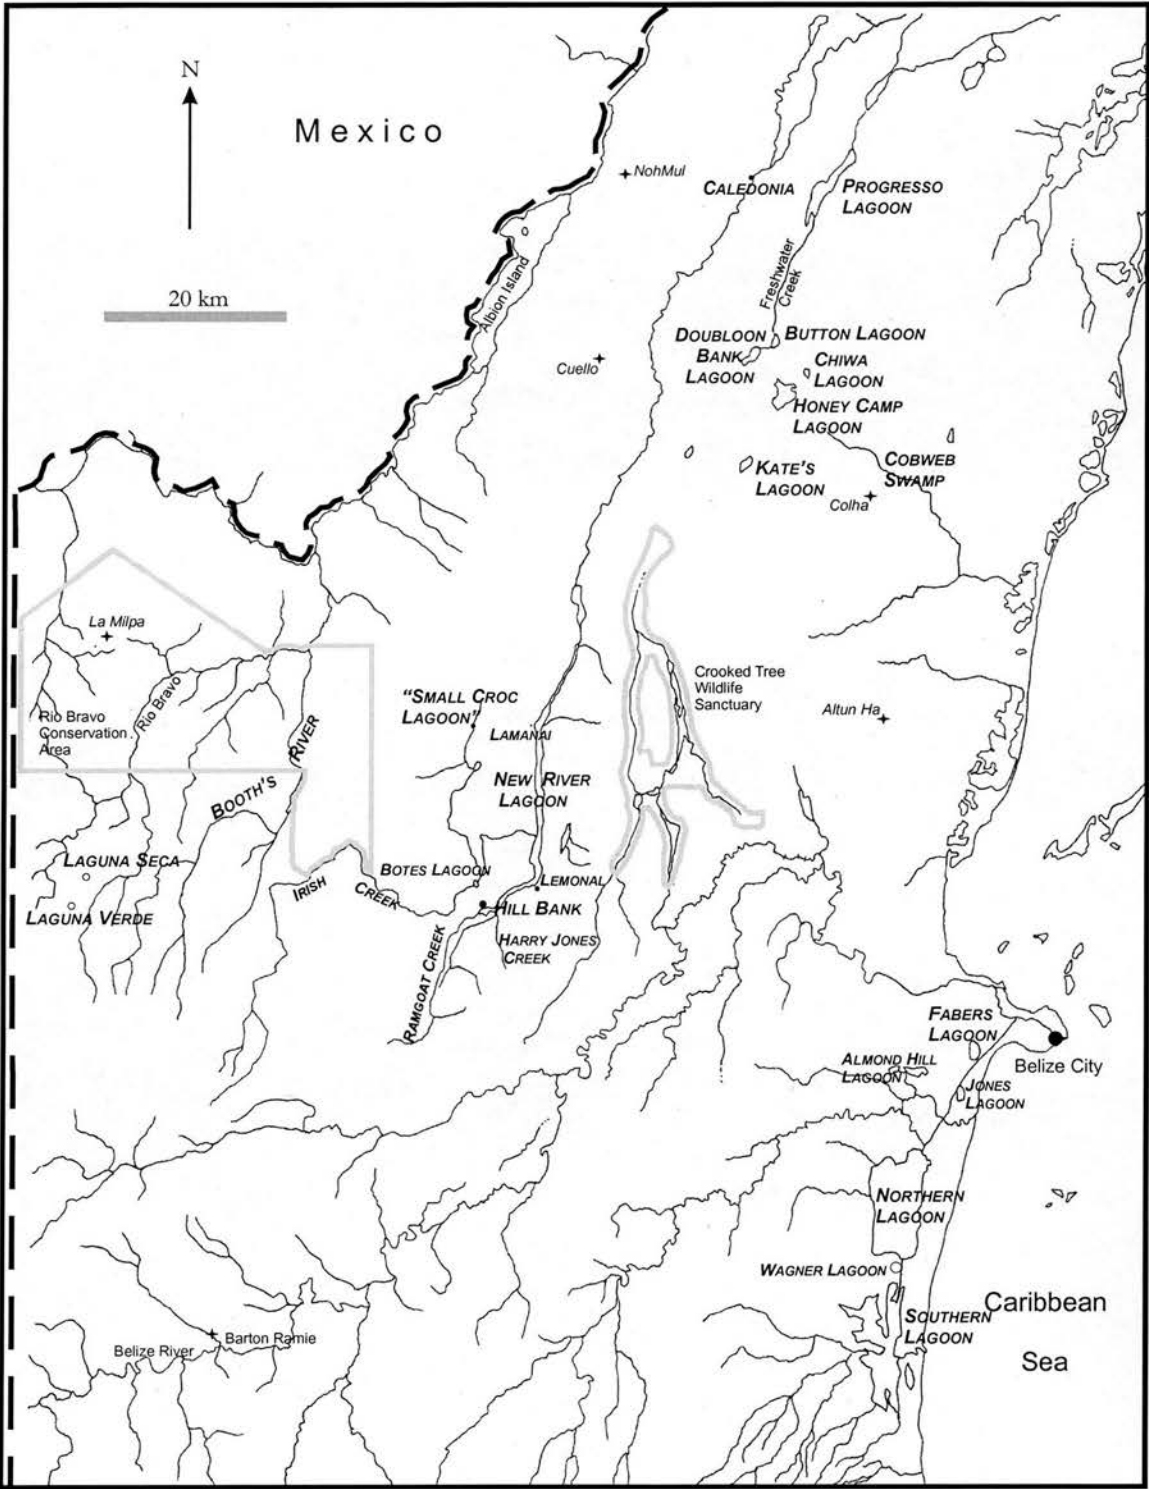 N
Mexico
NohMul
CALEDONIA
PROGRESSO
LAGOON
Freshwater
Creek
20 km
Albion Island
DOUBLOON
BANK
LAGOON
BUTTON LAGOON
CHIWA
LAGOON
Cuello
HONEY CAMP
LAGOON
KATE'S
LAGOON
COBWEB
SWAMP
Colha
La Milpa
Rio Bravo
Rio Bravo
Conservation
Area
BOOTH'S
RIVER
"SMALL CROC
LAGOON"
LAMANAI
NEW RIVER
LAGOON
Crooked Tree
Wildlife
Sanctuary
Altun Ha
LAGUNA SECA
LAGUNA VERDE
IRISH
CREEK
BOTES LAGOON
LEMONAL
HILL BANK
HARRY JONES
CREEK
RAMGOAT CREEK
FABERS
LAGOON
Belize City
ALMOND HILL
LAGOON
JONES
LAGOON
NORTHERN
LAGOON
WAGNER LAGOON
SOUTHERN
LAGOON
Caribbean
Sea
Barton Ramie
Belize River